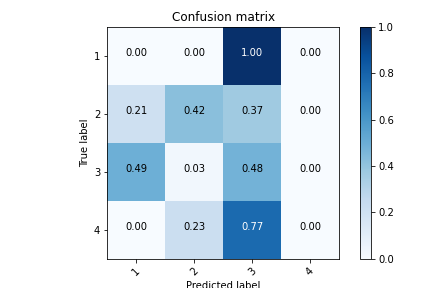 Confusion matrix
1.0
1 0.00 0.00 1.00 0.00
0.8
2 0.21 0.42 0.37 0.00
0.6
True label
3 0.49 0.03 0.48 0.00
0.4
4 0.00 0.23 0.77 0.00
0.2
0.0
1 2 3 4
Predicted label